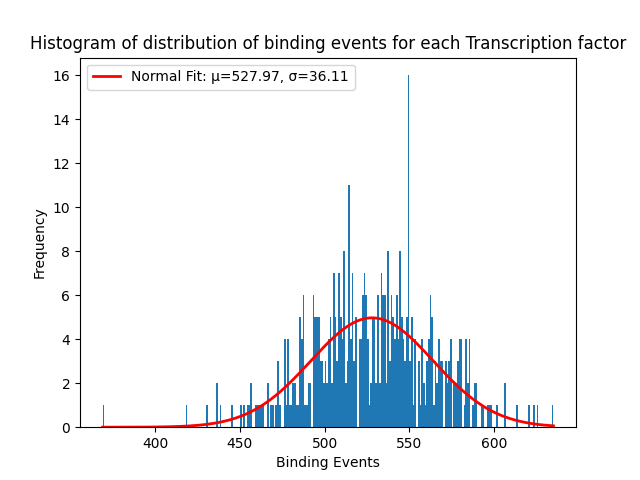 Histogram of distribution of binding events for each Transcription factor
Normal Fit: μ=527.97, σ=36.11
16
14
12
10
8
6
4
2
0
Frequency
400 450 500 550 600
Binding Events